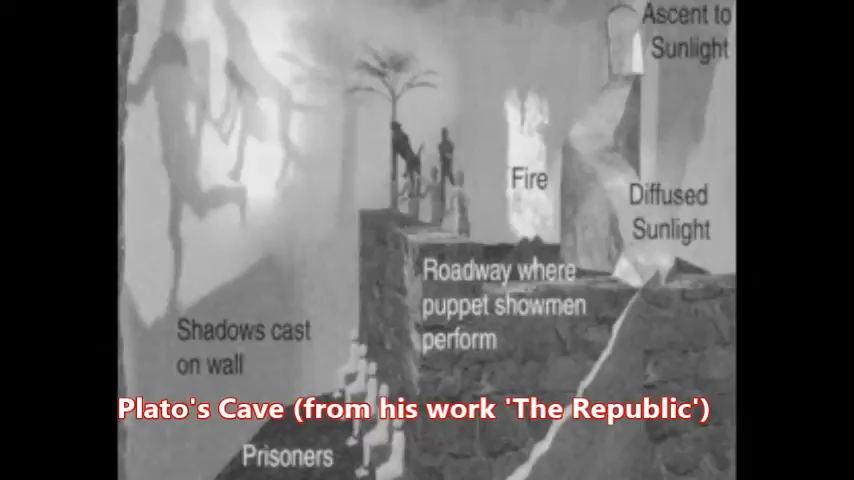 Ascent to
Sunlight
Fire
Diffused
Sunlight
Roadway where
puppet showmen
perform
Shadows cast
on wall
Plato's Cave (from his work 'The Republic')
Prisoners